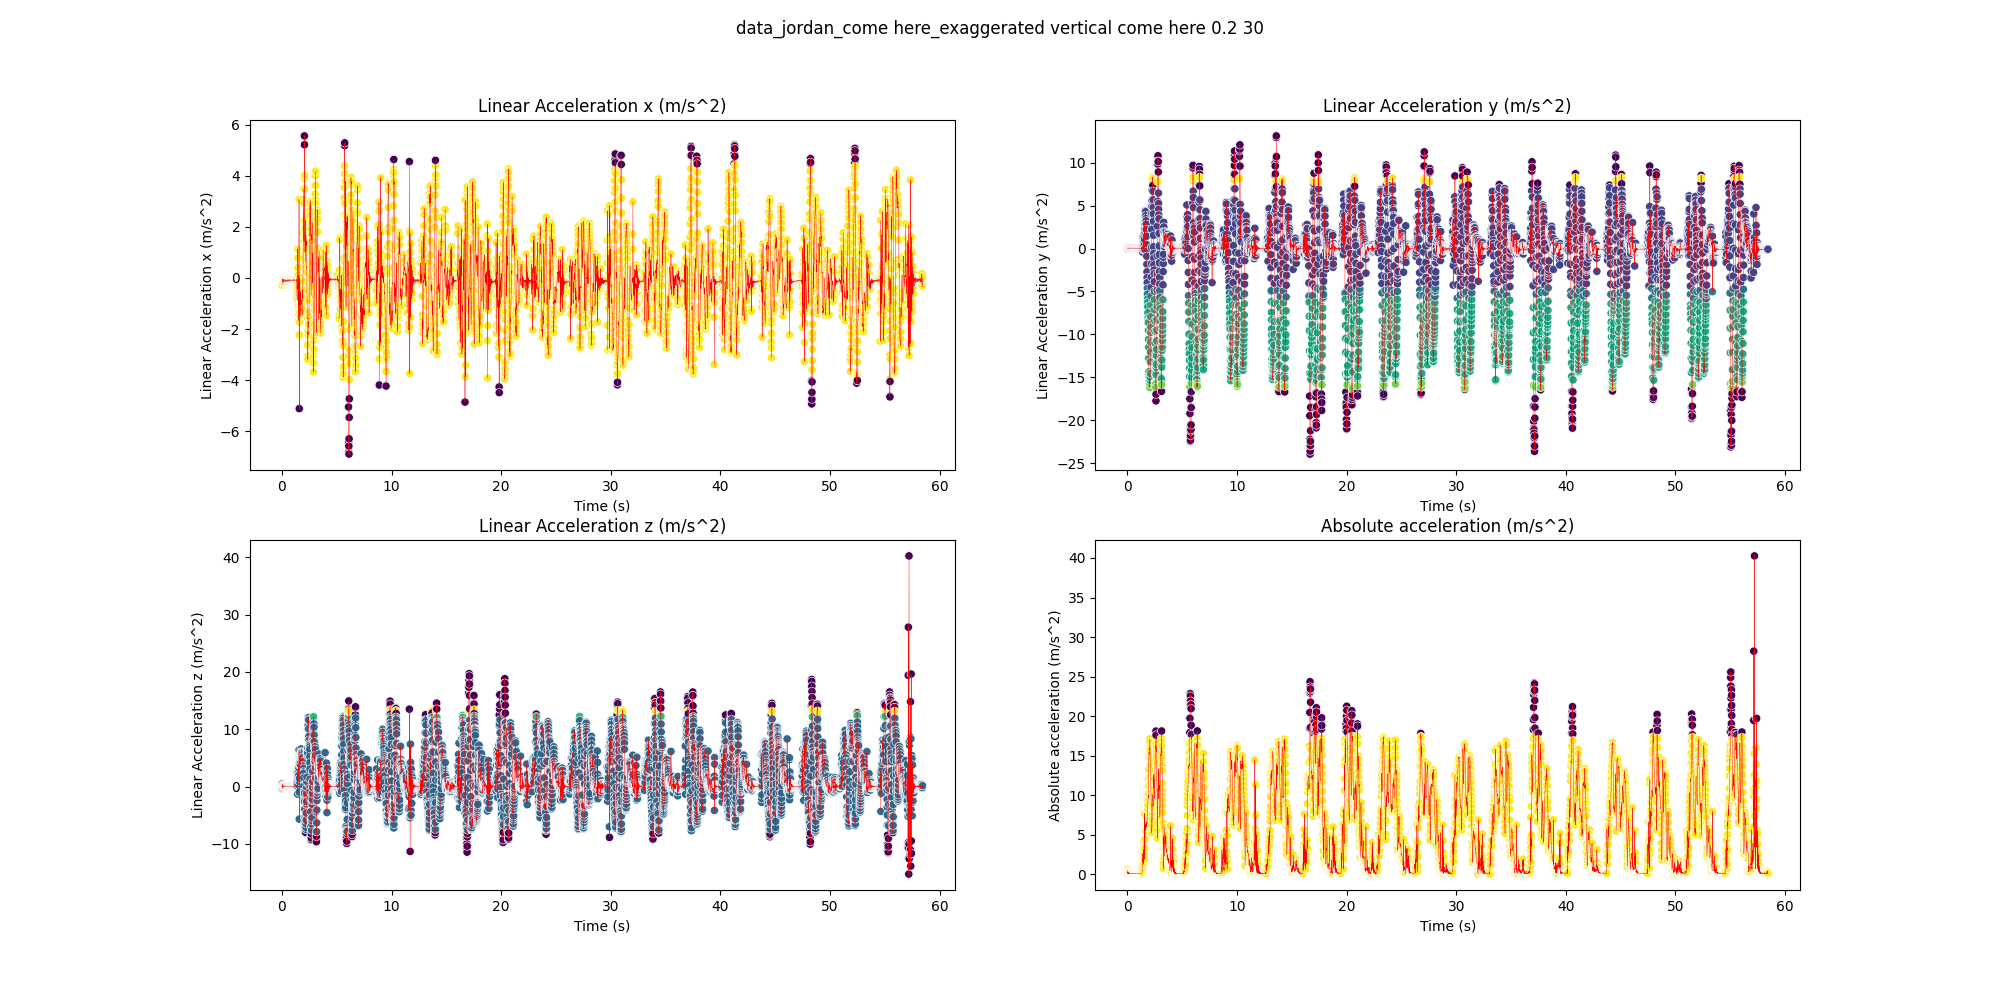 data_jordan_come here_exaggerated vertical come here 0.2 30
Linear Acceleration x (m/s^2)
Linear Acceleration x (m/s^2)
6
4
2
0
−2
−4
−6
0 10 20 30 40 50 60
Time (s)
Linear Acceleration y (m/s^2)
Linear Acceleration y (m/s^2)
10
5
0
−5
−10
−15
−20
−25
0 10 20 30 40 50 60
Time (s)
Linear Acceleration z (m/s^2)
Linear Acceleration z (m/s^2)
40
30
20
10
0
−10
0 10 20 30 40 50 60
Time (s)
Absolute acceleration (m/s^2)
Absolute acceleration (m/s^2)
40
35
30
25
20
15
10
5
0
0 10 20 30 40 50 60
Time (s)